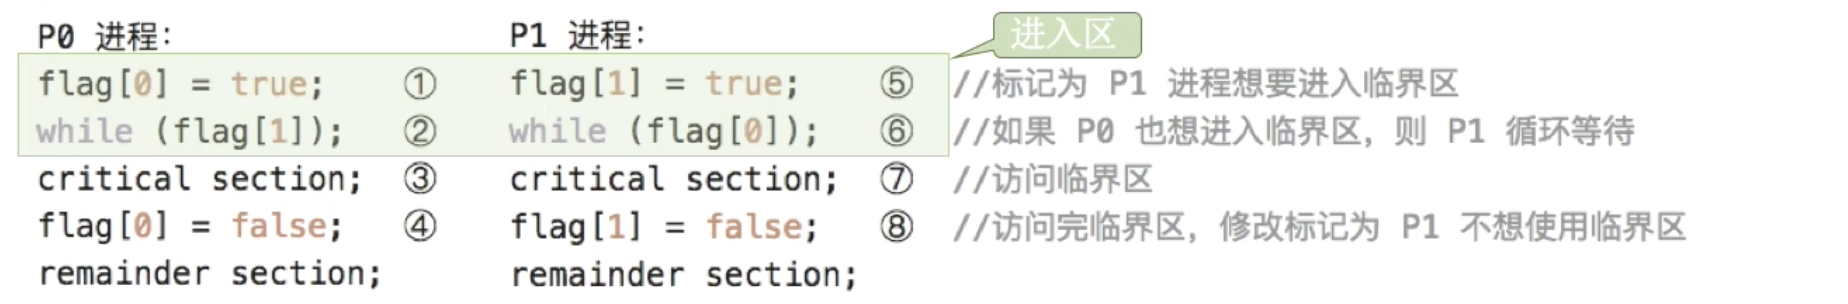 P0 进程: P1 进程: 进入区
flag[0] = true; ① flag[1] = true; ⑤ //标记为 P1 进程想要进入临界区
while (flag[1]); ② while (flag[0]); ⑥ //如果 P0 也想进入临界区，则 P1 循环等待
critical section; ③ critical section; ⑦ //访问临界区
flag[0] = false; ④ flag[1] = false; ⑧ //访问完临界区，修改标记为 P1 不想使用临界区
remainder section; remainder section;